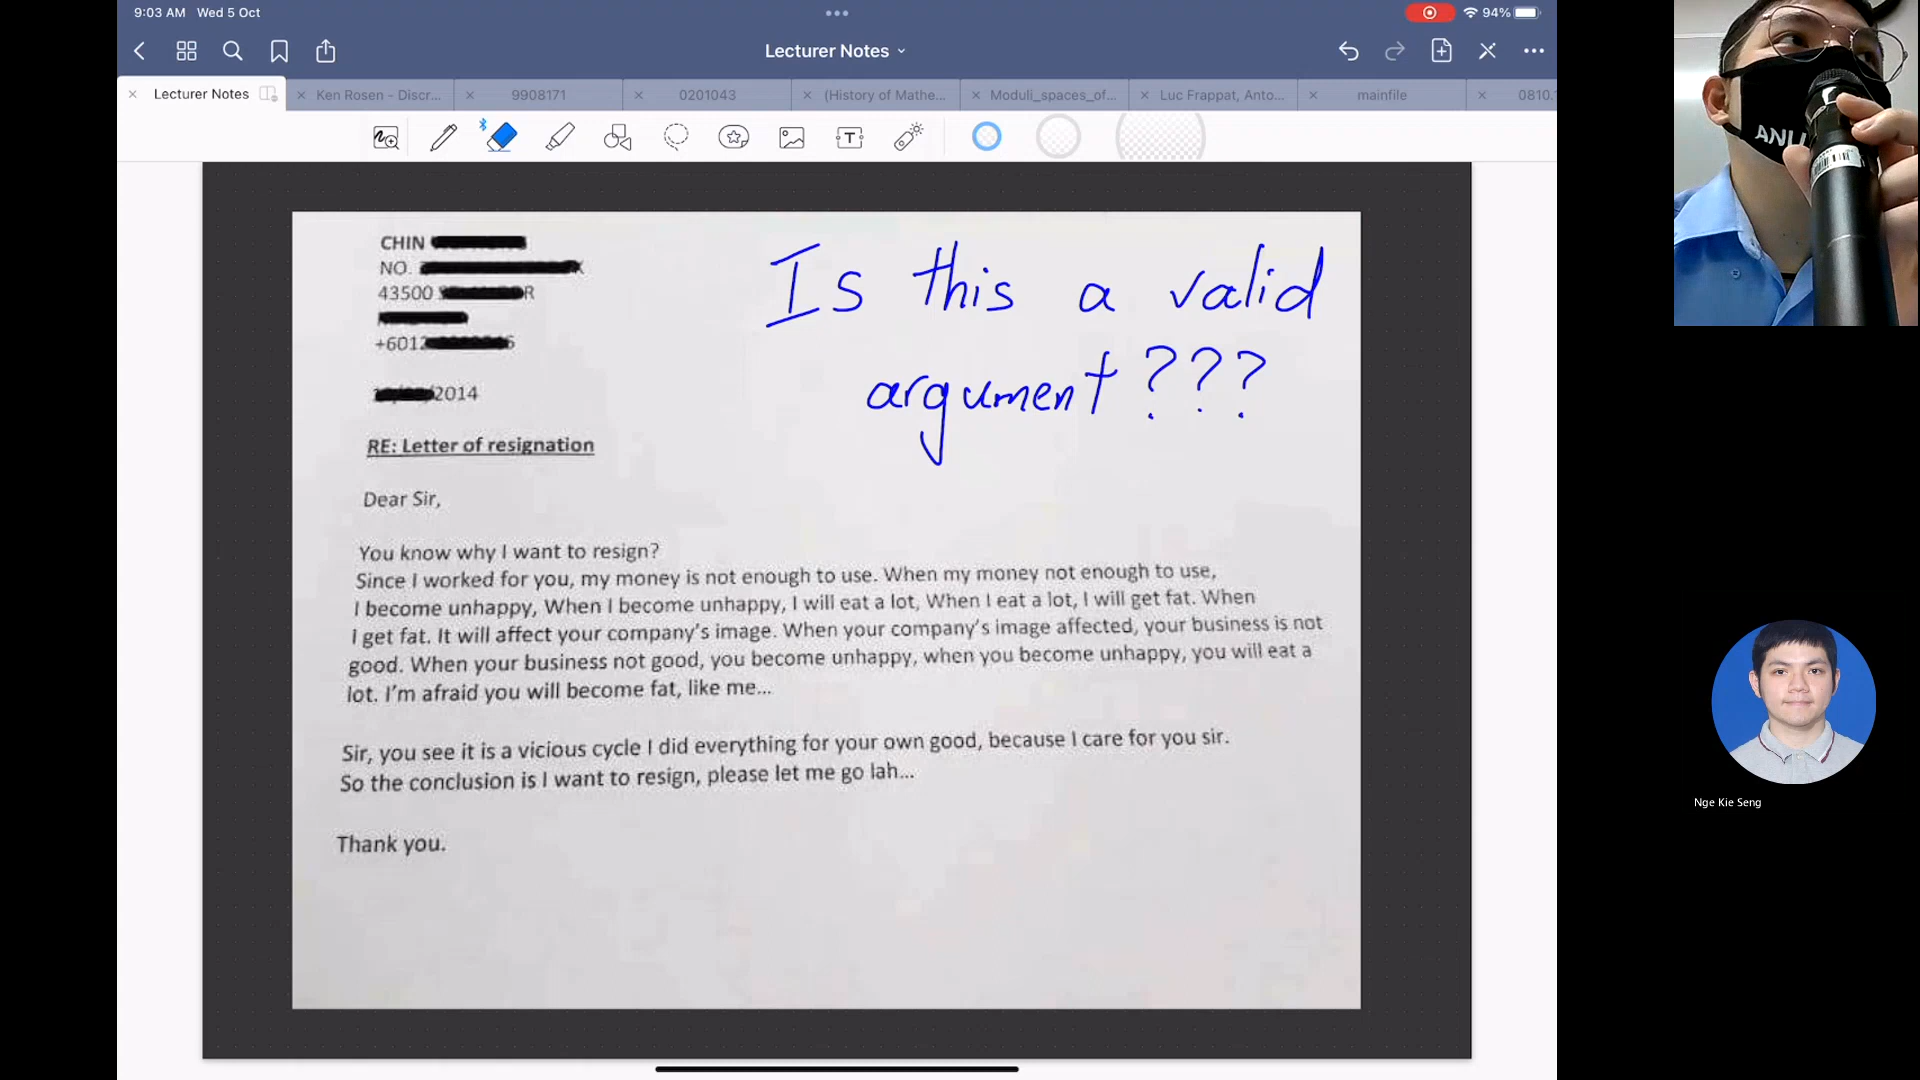 9:03 AM Wed 5 Oct
94%
Lecturer Notes
Lecturer Notes
Ken Rosen - Discr...
9908171
0201043
(History of Mathe...
Moduli_spaces_of...
Luc Frappat, Anto...
mainfile
0810.
T
ANU
CHIN
NO.
43500 R
+6012
2014
Is this a valid
argument???
RE: Letter of resignation
Dear Sir,
You know why I want to resign?
Since I worked for you, my money is not enough to use. When my money not enough to use,
I become unhappy, When I become unhappy, I will eat a lot, When I eat a lot, I will get fat. When
I get fat. It will affect your company's image. When your company's image affected, your business is not
good. When your business not good, you become unhappy, when you become unhappy, you will eat a
lot. I'm afraid you will become fat, like me...
Sir, you see it is a vicious cycle I did everything for your own good, because I care for you sir.
So the conclusion is I want to resign, please let me go lah...
Thank you.
Nge Kie Seng